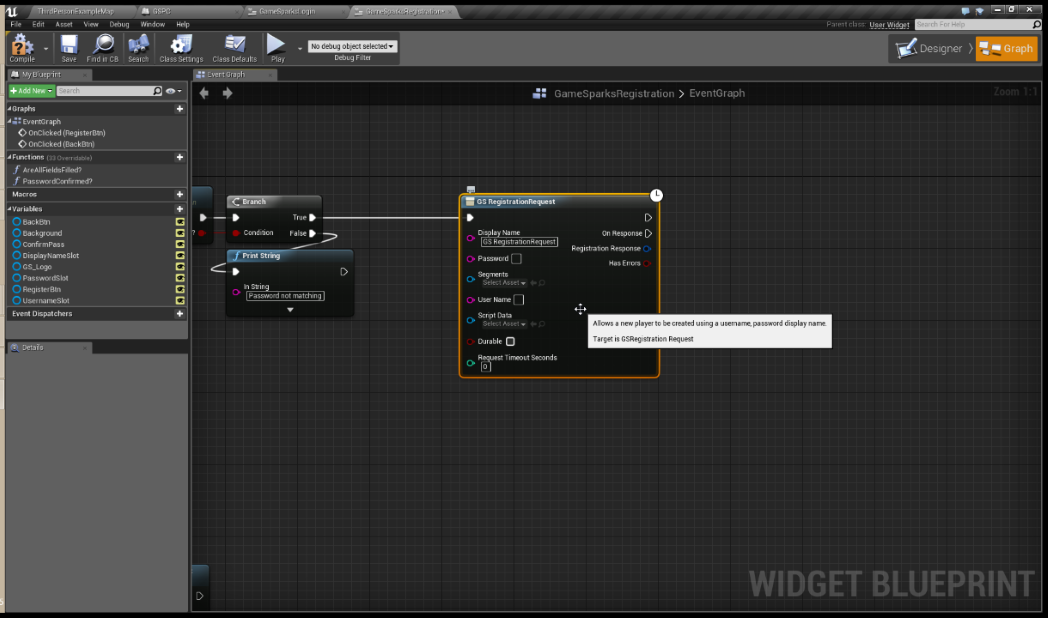 ThirdPersonExampleMap GSPC GameSparksLogin GameSparksRegistration*
File Edit Asset View Debug Window Help
Parent class: User Widget Search For Help
Compile Save Find in CB Search Class Settings Class Defaults Play
No debug object selected
Debug Filter
Designer Graph
My Blueprint
Event Graph
Add New Search
GameSparksRegistration > EventGraph
Zoom 1:1
Graphs
EventGraph
OnClicked (RegisterBtn)
OnClicked (BackBtn)
Functions (33 Overridable)
AreAllFieldsFilled?
PasswordConfirmed?
Macros
Variables
BackBtn
Background
ConfirmPass
DisplayNameSlot
GS_Logo
PasswordSlot
RegisterBtn
UsernameSlot
Event Dispatchers
Details
Branch
True
Condition False
Print String
In String
Password not matching
GS RegistrationRequest
Display Name
GS RegistrationRequest
On Response
Registration Response
Password
Has Errors
Segments
Select Asset
User Name
Script Data
Select Asset
Durable
Request Timeout Seconds
0
Allows a new player to be created using a username, password display name.
Target is GSRegistration Request
WIDGET BLUEPRINT